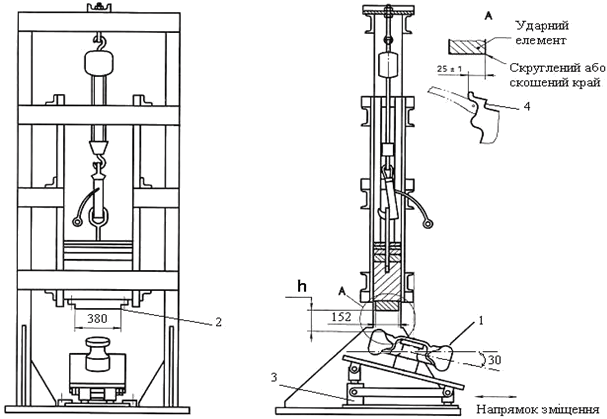 А
Ударний
елемент
Скруглений або
скошений край
25 ± 1
4
h
А
380
2
152
1
30
3
Напрямок зміщення